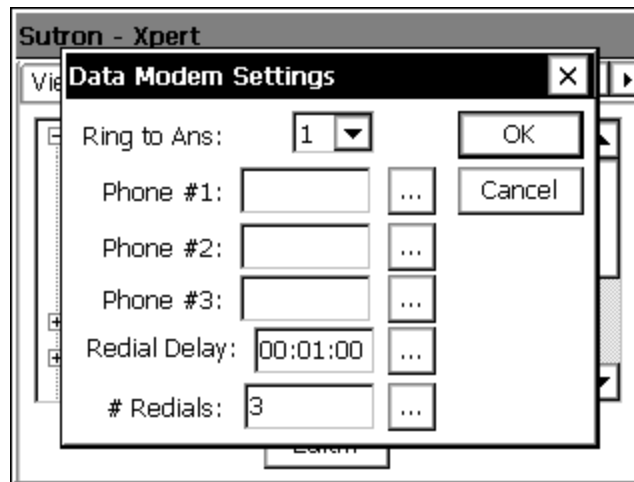 Sutron - Xpert
Vie
Data Modem Settings
Ring to Ans: 1 OK
Phone #1: ... Cancel
Phone #2: ...
Phone #3: ...
Redial Delay: 00:01:00 ...
# Redials: 3 ...